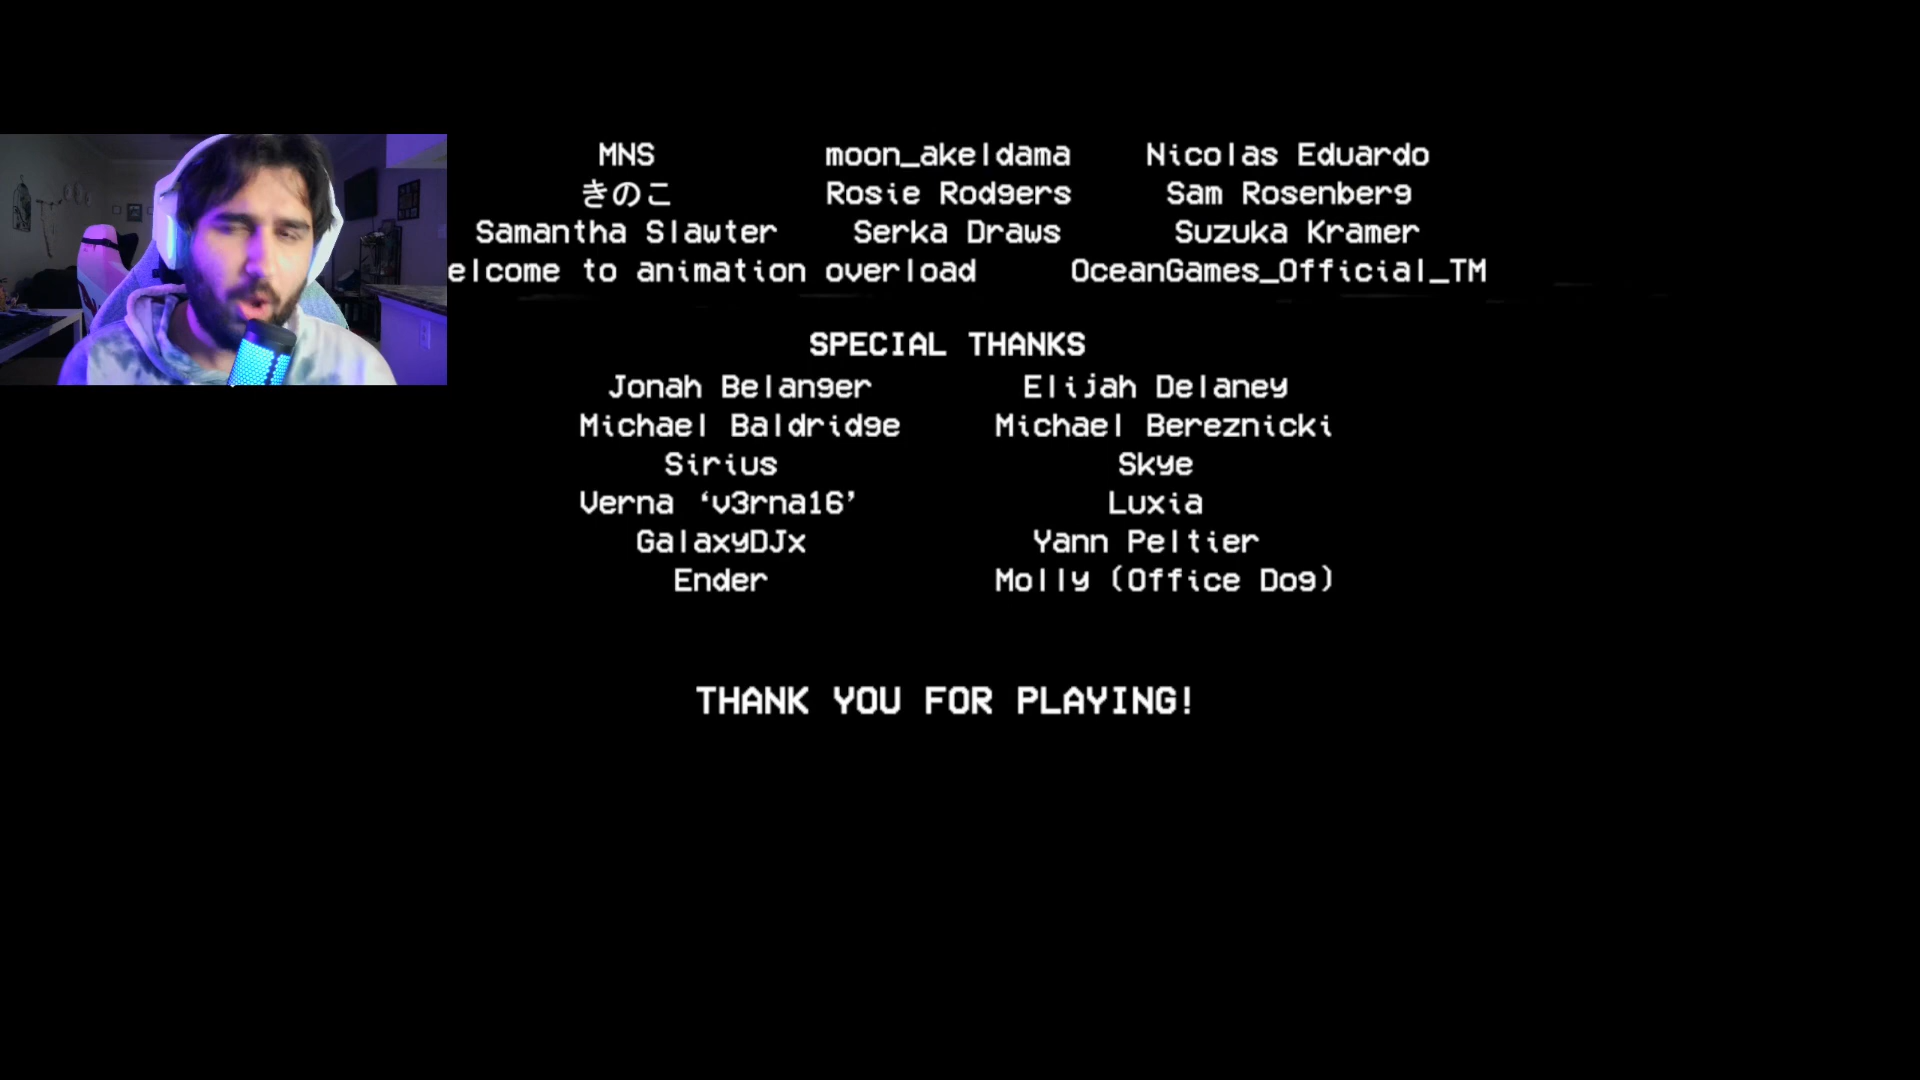 MNS moon_akeldama Nicolas Eduardo
きのこ Rosie Rodgers Sam Rosenberg
Samantha Slawter Serka Draws Suzuka Kramer
elcome to animation overload OceanGames_Official_TM
SPECIAL THANKS
Jonah Belanger Elijah Delaney
Michael Baldridge Michael Bereznicki
Sirius Skye
Verna ‘v3rna16’ Luxia
GalaxyDJx Yann Peltier
Ender Molly (Office Dog)
THANK YOU FOR PLAYING!